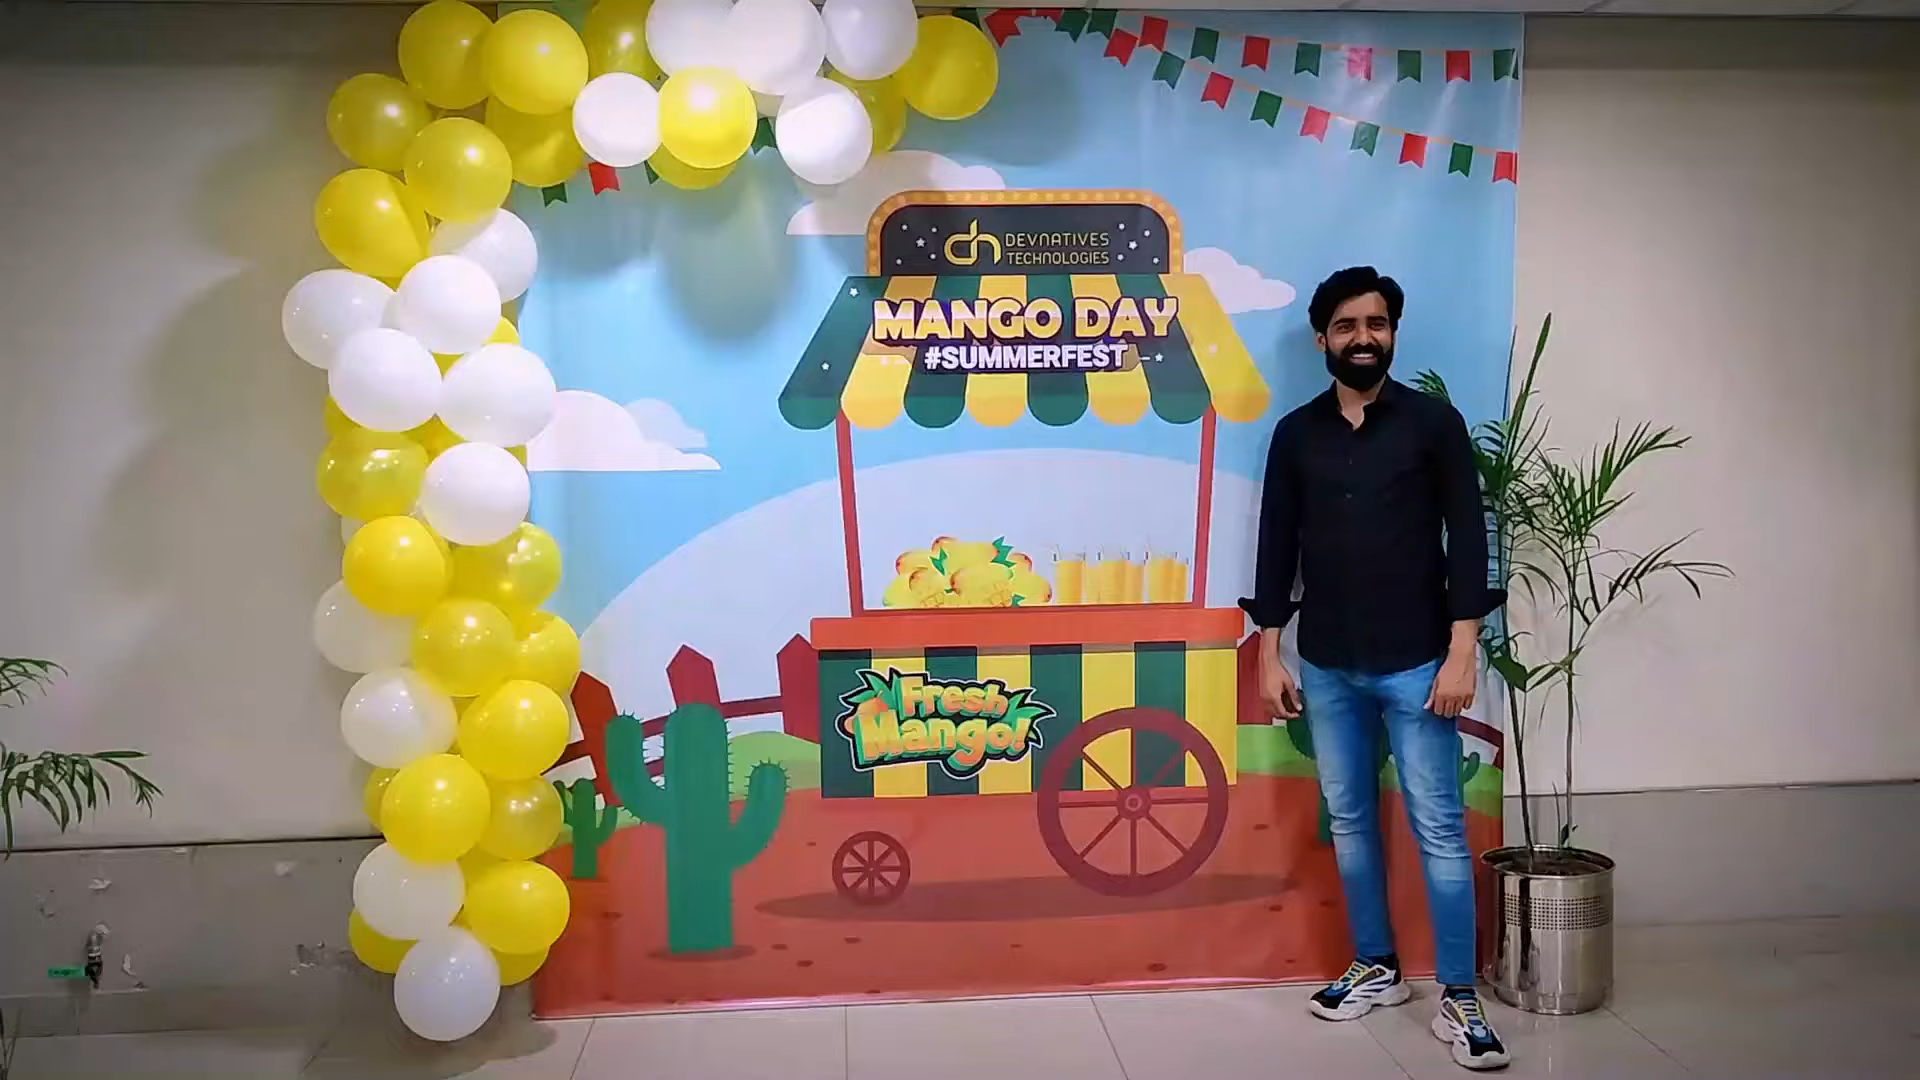 DEVNATIVES
TECHNOLOGIES
MANGO DAY
#SUMMERFEST
Fresh
Mango!